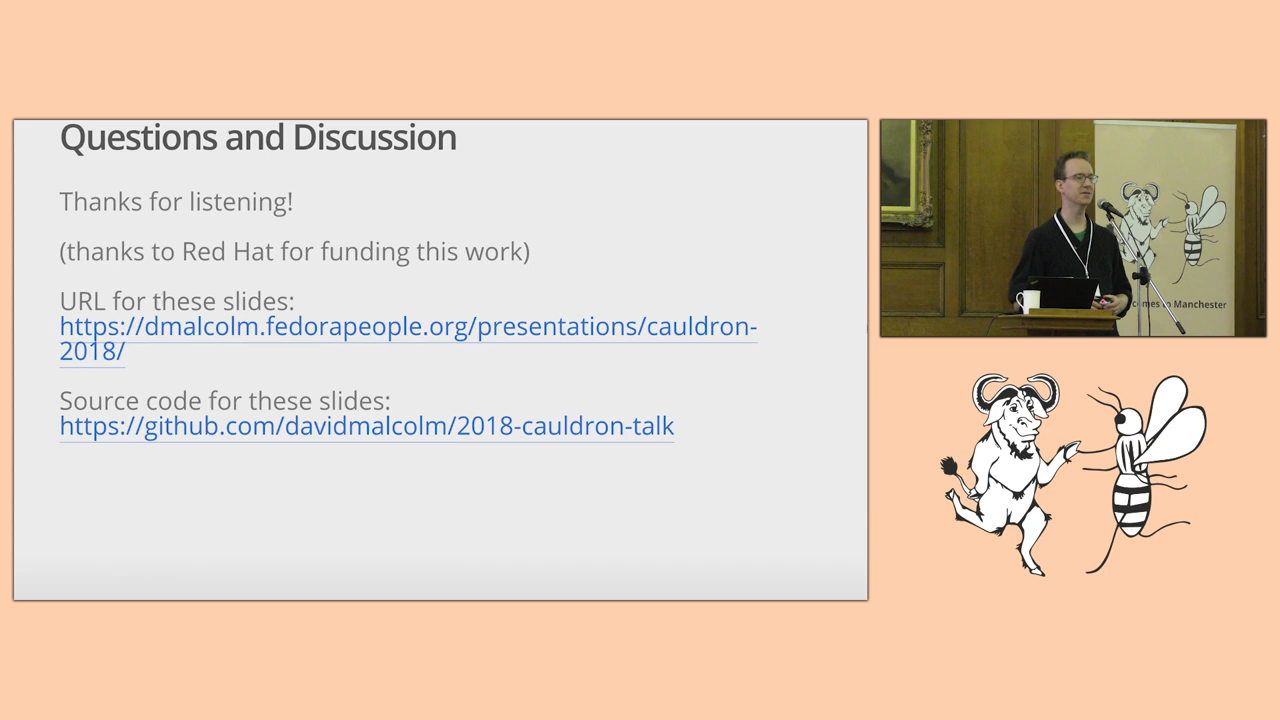 Questions and Discussion
Thanks for listening!
(thanks to Red Hat for funding this work)
URL for these slides:
https://dmalcolm.fedorapeople.org/presentations/cauldron-
2018/
Source code for these slides:
https://github.com/davidmalcolm/2018-cauldron-talk
to Manchester